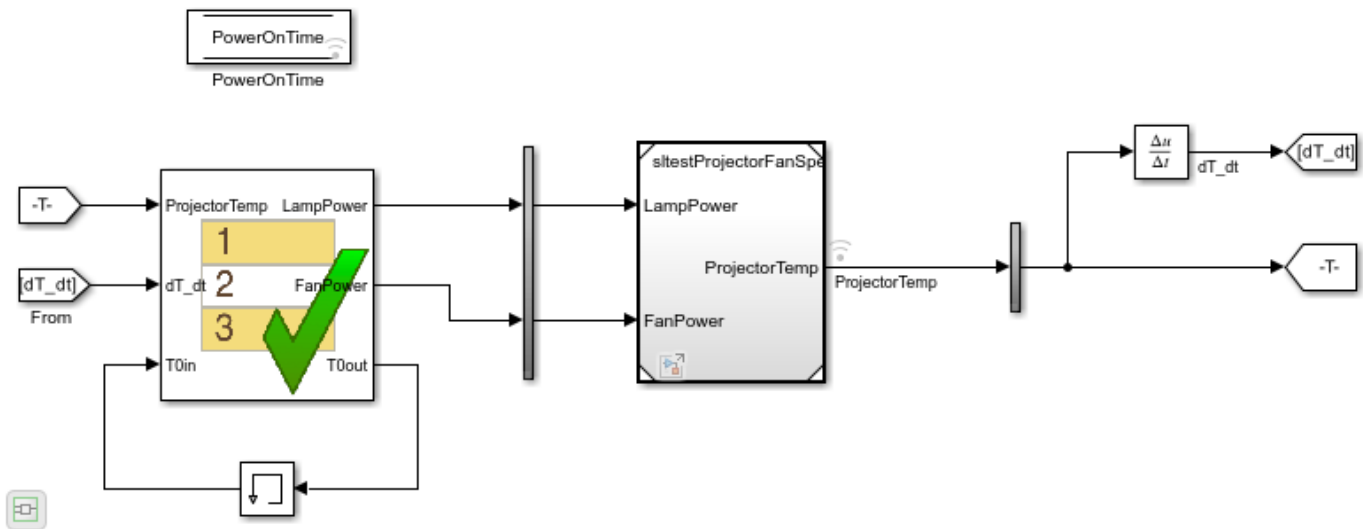 PowerOnTime
PowerOnTime
-T-
[dT_dt]
From
ProjectorTemp
LampPower
1
dT_dt
2
FanPower
3
T0in
T0out
sltestProjectorFanSpe
LampPower
ProjectorTemp
FanPower
ProjectorTemp
Δu
Δt
dT_dt
[dT_dt]
-T-